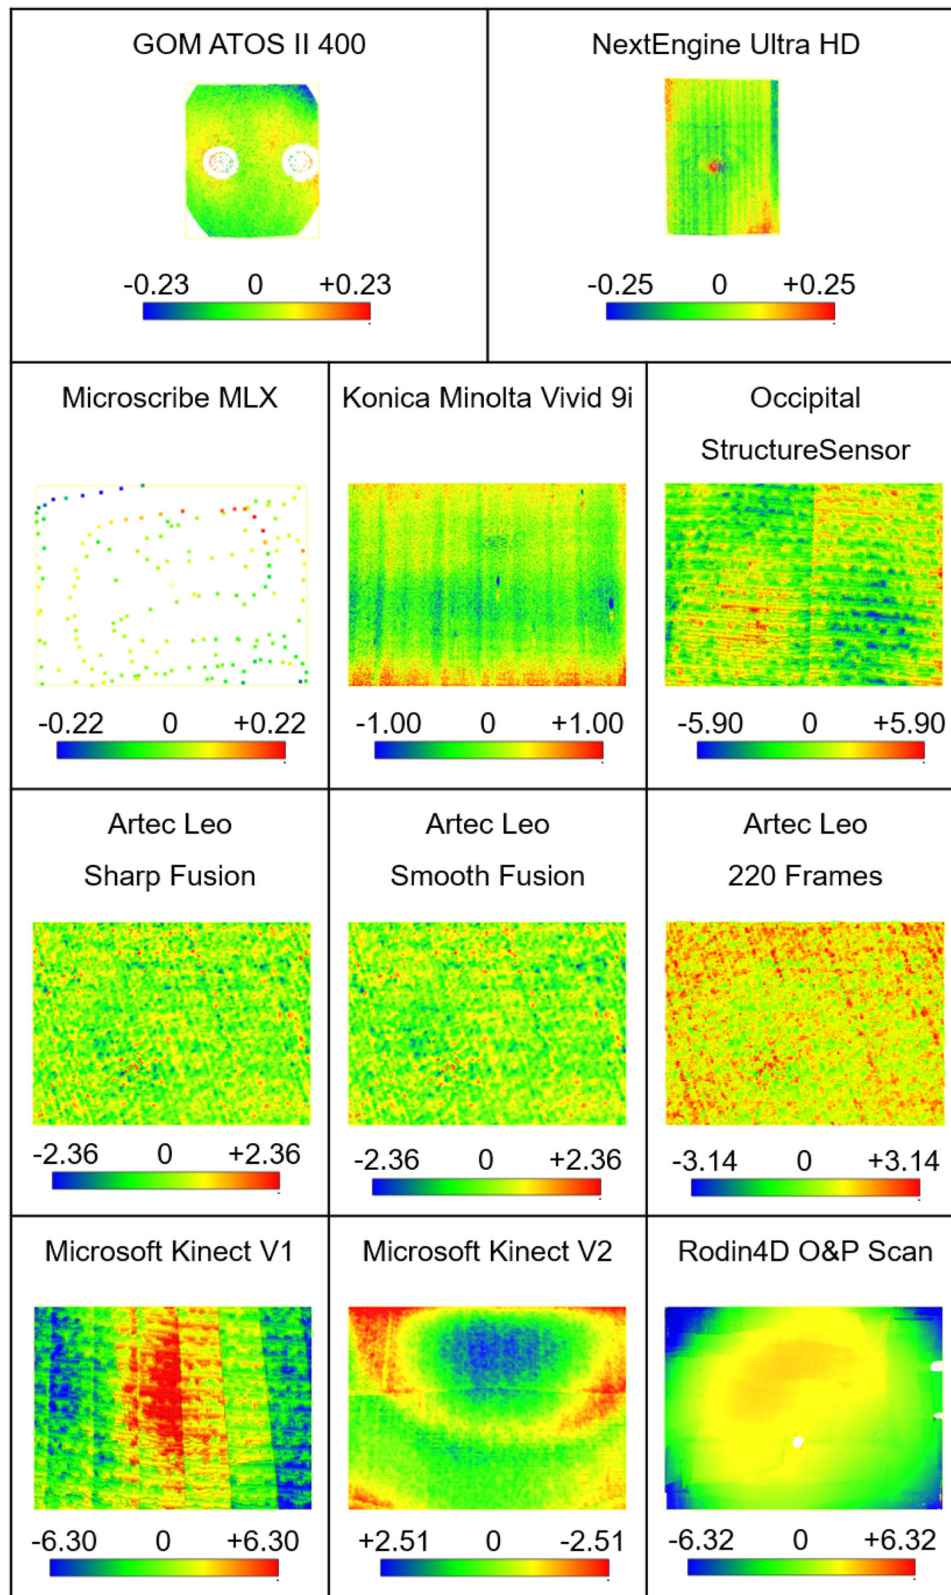 GOM ATOS II 400
-0.23 0 +0.23
NextEngine Ultra HD
-0.25 0 +0.25
Microscribe MLX
-0.22 0 +0.22
Konica Minolta Vivid 9i
-1.00 0 +1.00
Occipital
StructureSensor
-5.90 0 +5.90
Artec Leo
Sharp Fusion
-2.36 0 +2.36
Artec Leo
Smooth Fusion
-2.36 0 +2.36
Artec Leo
220 Frames
-3.14 0 +3.14
Microsoft Kinect V1
-6.30 0 +6.30
Microsoft Kinect V2
+2.51 0 -2.51
Rodin4D O&P Scan
-6.32 0 +6.32